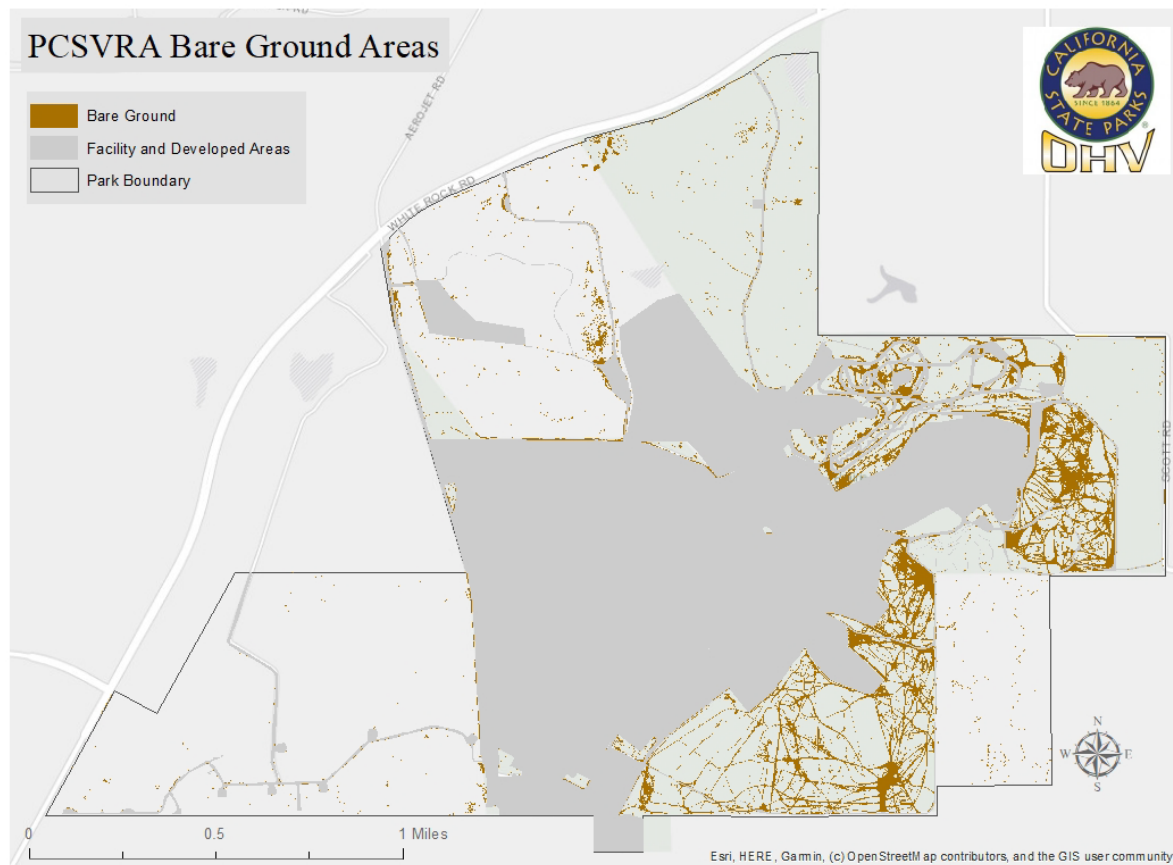 PCSVRA Bare Ground Areas
Bare Ground
Facility and Developed Areas
Park Boundary
AEROJET RD
WHITE ROCK RD
SCOTT RD
CALIFORNIA
STATE PARKS
SINCE 1864
OHV
®
N
W E
S
0 0.5 1 Miles
Esri, HERE, Garmin, (c) OpenStreetMap contributors, and the GIS user community